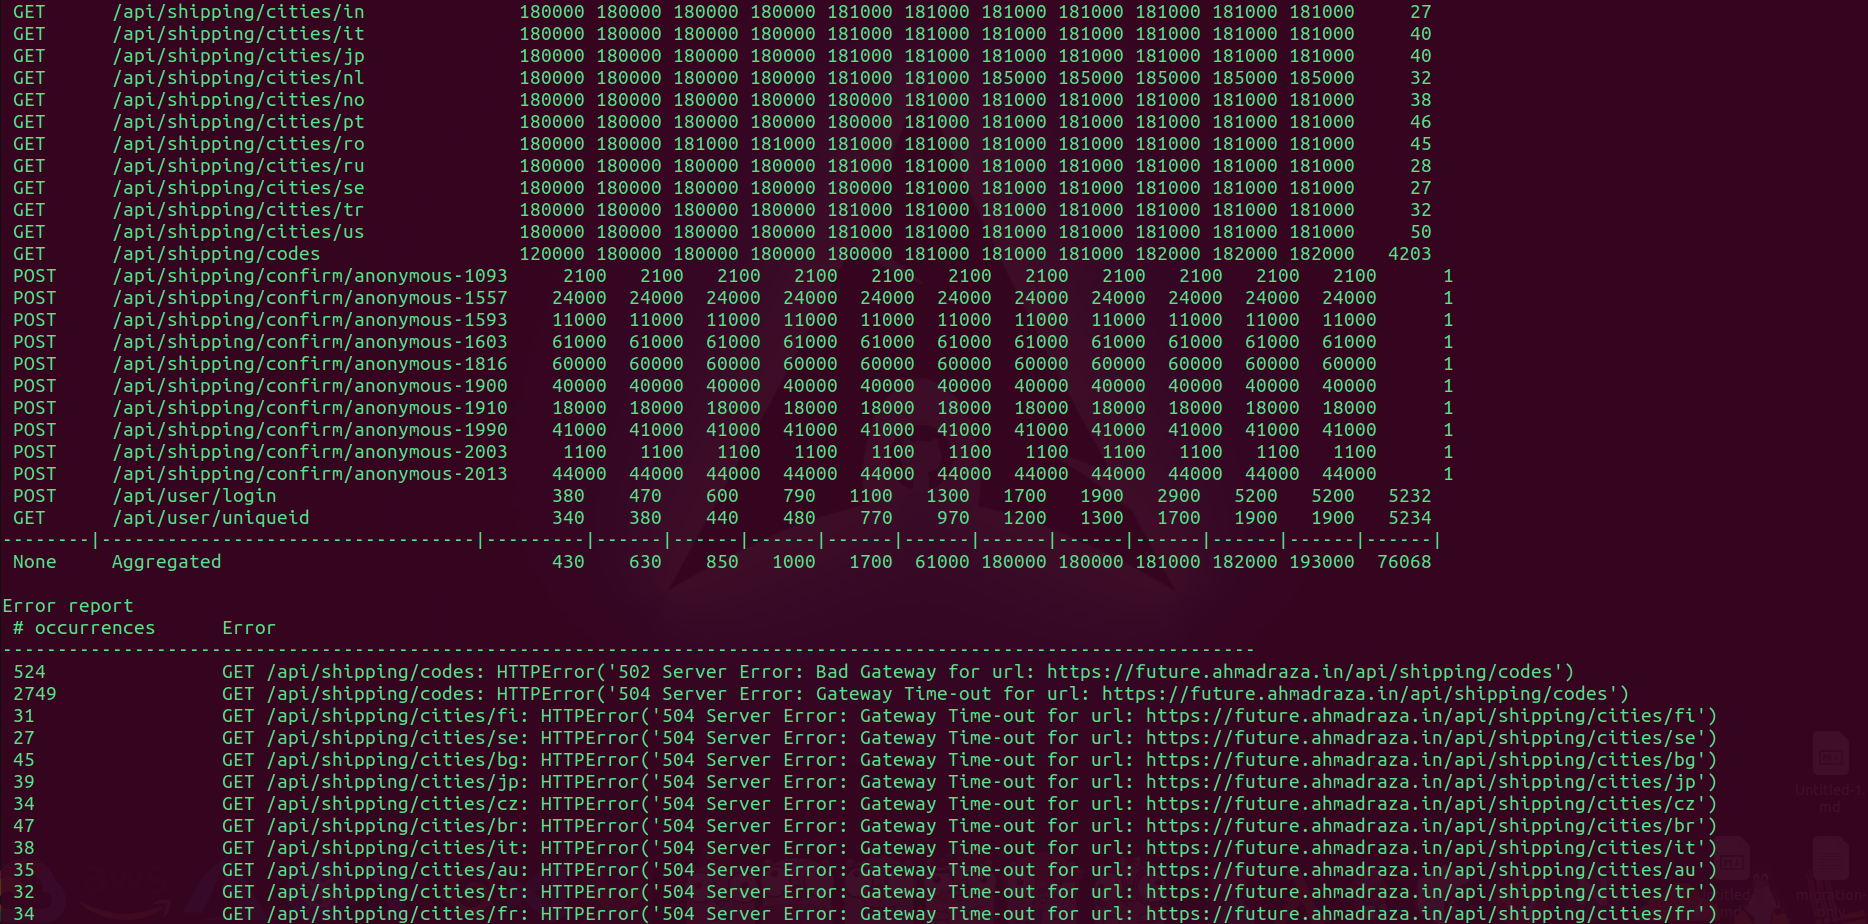 GET /api/shipping/cities/in 180000 180000 180000 180000 181000 181000 181000 181000 181000 181000 181000 27
GET /api/shipping/cities/it 180000 180000 180000 180000 181000 181000 181000 181000 181000 181000 181000 40
GET /api/shipping/cities/jp 180000 180000 180000 180000 181000 181000 181000 181000 181000 181000 181000 40
GET /api/shipping/cities/nl 180000 180000 180000 180000 181000 181000 185000 185000 185000 185000 185000 32
GET /api/shipping/cities/no 180000 180000 180000 180000 180000 181000 181000 181000 181000 181000 181000 38
GET /api/shipping/cities/pt 180000 180000 180000 180000 180000 181000 181000 181000 181000 181000 181000 46
GET /api/shipping/cities/ro 180000 180000 181000 181000 181000 181000 181000 181000 181000 181000 181000 45
GET /api/shipping/cities/ru 180000 180000 180000 180000 181000 181000 181000 181000 181000 181000 181000 28
GET /api/shipping/cities/se 180000 180000 180000 180000 180000 181000 181000 181000 181000 181000 181000 27
GET /api/shipping/cities/tr 180000 180000 180000 180000 181000 181000 181000 181000 181000 181000 181000 32
GET /api/shipping/cities/us 180000 180000 180000 180000 181000 181000 181000 181000 181000 181000 181000 50
GET /api/shipping/codes 120000 180000 180000 180000 180000 181000 181000 181000 182000 182000 182000 4203
POST /api/shipping/confirm/anonymous-1093 2100 2100 2100 2100 2100 2100 2100 2100 2100 2100 2100 1
POST /api/shipping/confirm/anonymous-1557 24000 24000 24000 24000 24000 24000 24000 24000 24000 24000 24000 1
POST /api/shipping/confirm/anonymous-1593 11000 11000 11000 11000 11000 11000 11000 11000 11000 11000 11000 1
POST /api/shipping/confirm/anonymous-1603 61000 61000 61000 61000 61000 61000 61000 61000 61000 61000 61000 1
POST /api/shipping/confirm/anonymous-1816 60000 60000 60000 60000 60000 60000 60000 60000 60000 60000 60000 1
POST /api/shipping/confirm/anonymous-1900 40000 40000 40000 40000 40000 40000 40000 40000 40000 40000 40000 1
POST /api/shipping/confirm/anonymous-1910 18000 18000 18000 18000 18000 18000 18000 18000 18000 18000 18000 1
POST /api/shipping/confirm/anonymous-1990 41000 41000 41000 41000 41000 41000 41000 41000 41000 41000 41000 1
POST /api/shipping/confirm/anonymous-2003 1100 1100 1100 1100 1100 1100 1100 1100 1100 1100 1100 1
POST /api/shipping/confirm/anonymous-2013 44000 44000 44000 44000 44000 44000 44000 44000 44000 44000 44000 1
POST /api/user/login 380 470 600 790 1100 1300 1700 1900 2900 5200 5200 5232
GET /api/user/uniqueid 340 380 440 480 770 970 1200 1300 1700 1900 1900 5234
--------|----------------------------------|---------|------|------|------|------|------|------|------|------|------|------|------|
None Aggregated 430 630 850 1000 1700 61000 180000 180000 181000 182000 193000 76068
Error report
# occurrences Error
------------------------------------------------------------------------------------------------------------------
524 GET /api/shipping/codes: HTTPError('502 Server Error: Bad Gateway for url: https://future.ahmadraza.in/api/shipping/codes')
2749 GET /api/shipping/codes: HTTPError('504 Server Error: Gateway Time-out for url: https://future.ahmadraza.in/api/shipping/codes')
31 GET /api/shipping/cities/fi: HTTPError('504 Server Error: Gateway Time-out for url: https://future.ahmadraza.in/api/shipping/cities/fi')
27 GET /api/shipping/cities/se: HTTPError('504 Server Error: Gateway Time-out for url: https://future.ahmadraza.in/api/shipping/cities/se')
45 GET /api/shipping/cities/bg: HTTPError('504 Server Error: Gateway Time-out for url: https://future.ahmadraza.in/api/shipping/cities/bg')
39 GET /api/shipping/cities/jp: HTTPError('504 Server Error: Gateway Time-out for url: https://future.ahmadraza.in/api/shipping/cities/jp')
34 GET /api/shipping/cities/cz: HTTPError('504 Server Error: Gateway Time-out for url: https://future.ahmadraza.in/api/shipping/cities/cz')
47 GET /api/shipping/cities/br: HTTPError('504 Server Error: Gateway Time-out for url: https://future.ahmadraza.in/api/shipping/cities/br')
38 GET /api/shipping/cities/it: HTTPError('504 Server Error: Gateway Time-out for url: https://future.ahmadraza.in/api/shipping/cities/it')
35 GET /api/shipping/cities/au: HTTPError('504 Server Error: Gateway Time-out for url: https://future.ahmadraza.in/api/shipping/cities/au')
32 GET /api/shipping/cities/tr: HTTPError('504 Server Error: Gateway Time-out for url: https://future.ahmadraza.in/api/shipping/cities/tr')
34 GET /api/shipping/cities/fr: HTTPError('504 Server Error: Gateway Time-out for url: https://future.ahmadraza.in/api/shipping/cities/fr')
Untitled-1.
md